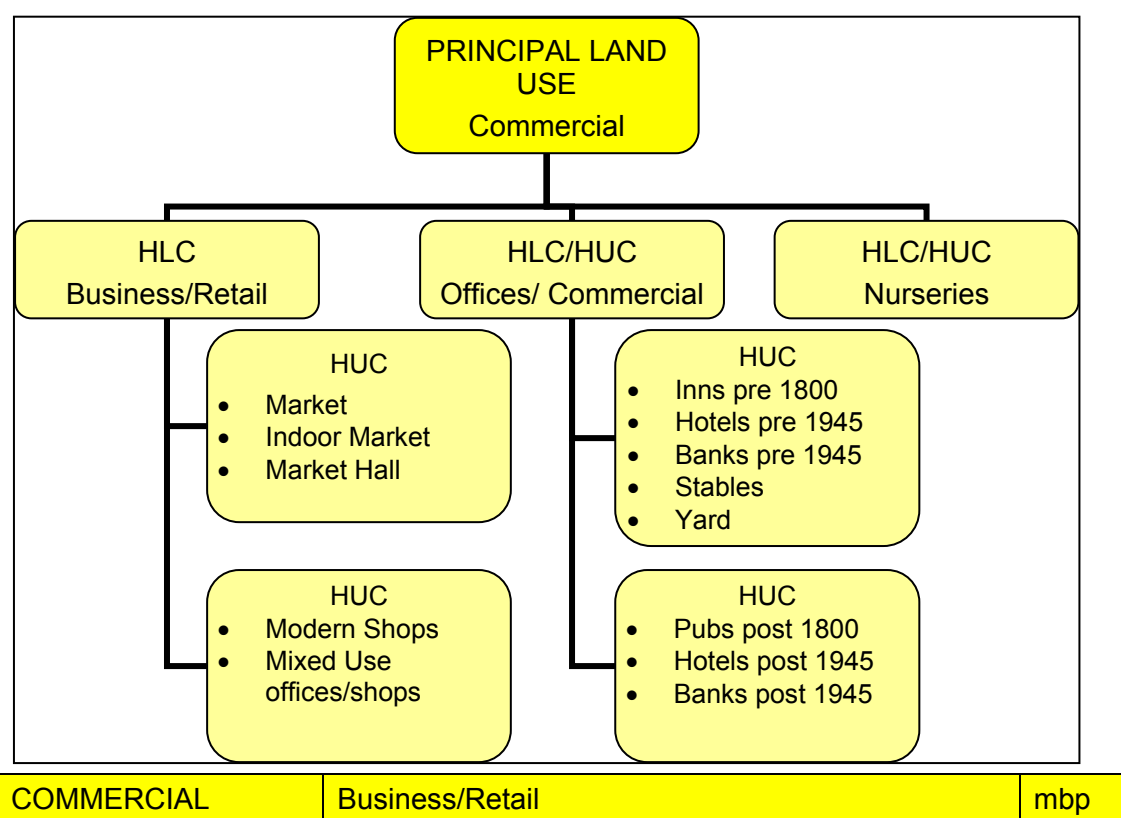 PRINCIPAL LAND
USE
Commercial
HLC
Business/Retail
HLC/HUC
Offices/ Commercial
HLC/HUC
Nurseries
HUC
• Market
• Indoor Market
• Market Hall
HUC
• Inns pre 1800
• Hotels pre 1945
• Banks pre 1945
• Stables
• Yard
HUC
• Modern Shops
• Mixed Use
offices/shops
HUC
• Pubs post 1800
• Hotels post 1945
• Banks post 1945
COMMERCIAL Business/Retail mbp